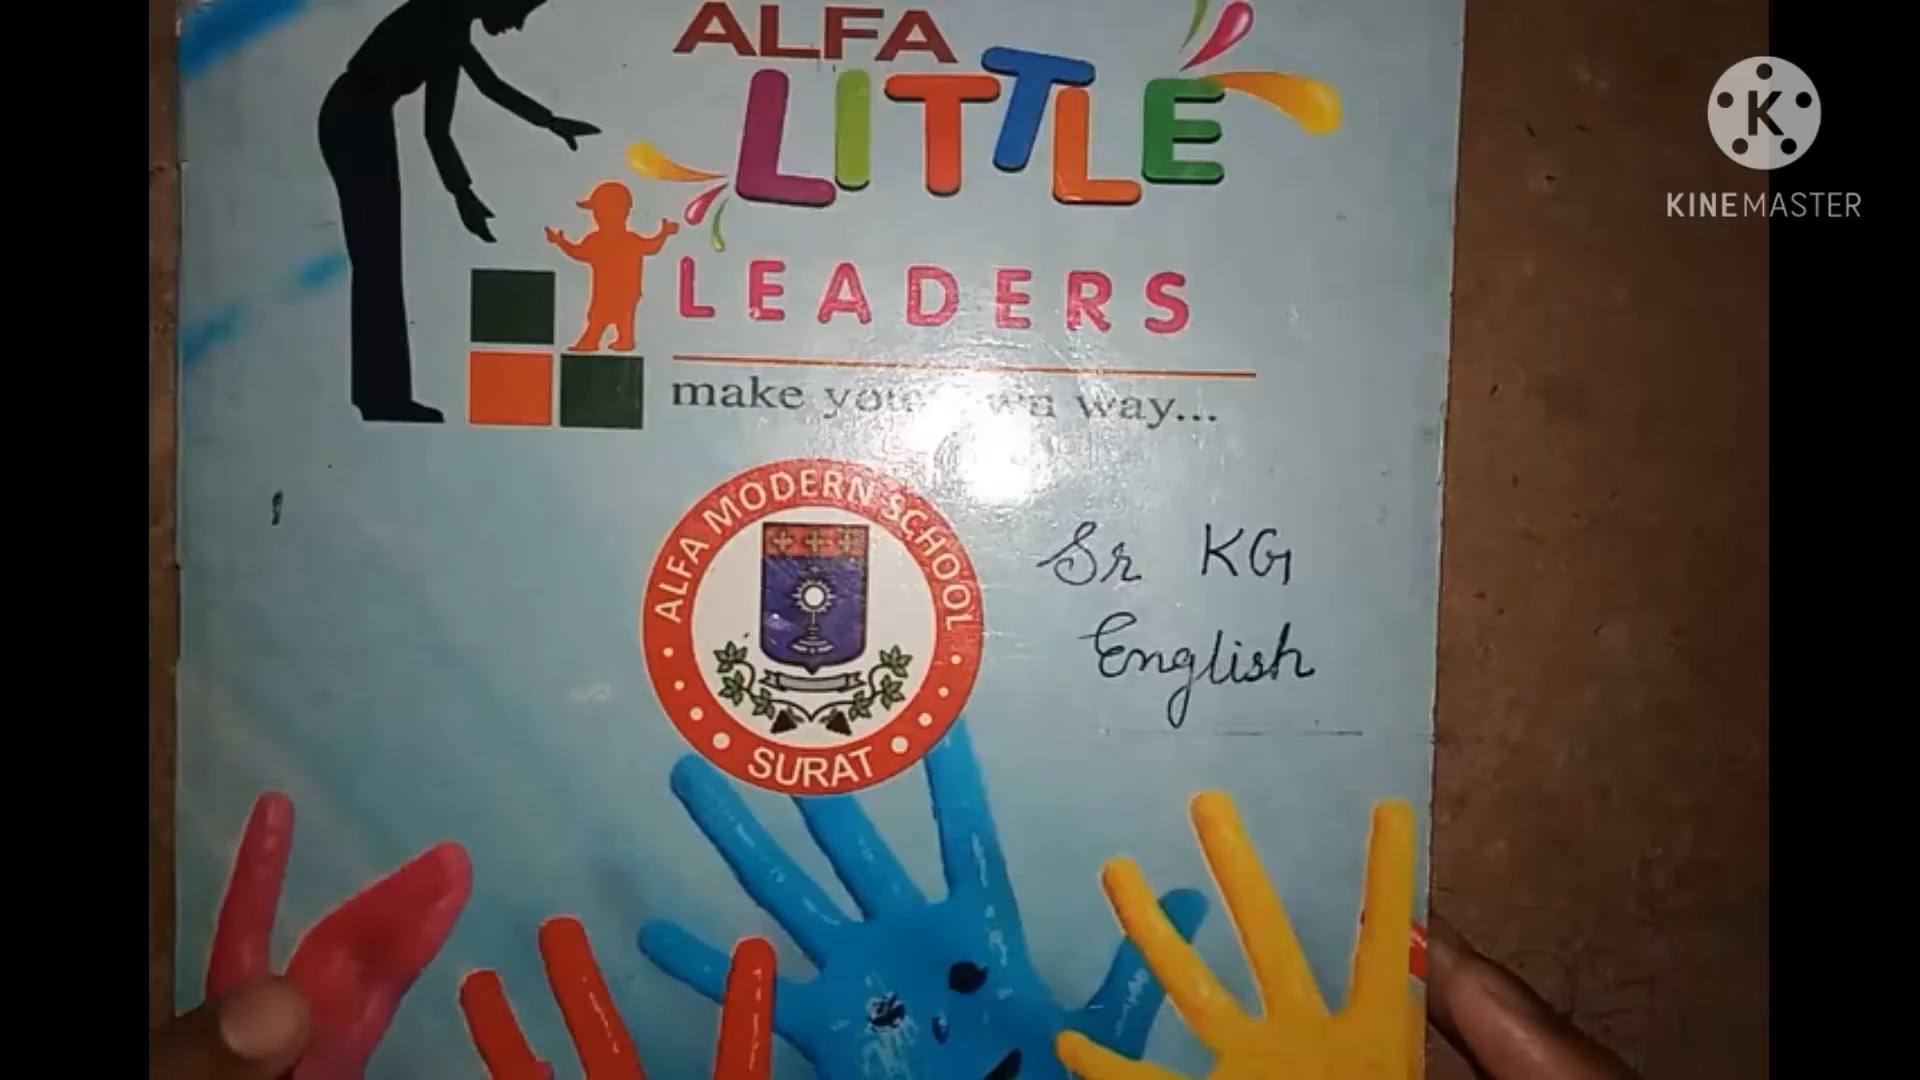 ALFA
LITTLE
LEADERS
make your own way...
ALFA MODERN SCHOOL
SURAT
Sr KG
English
K
KINEMASTER